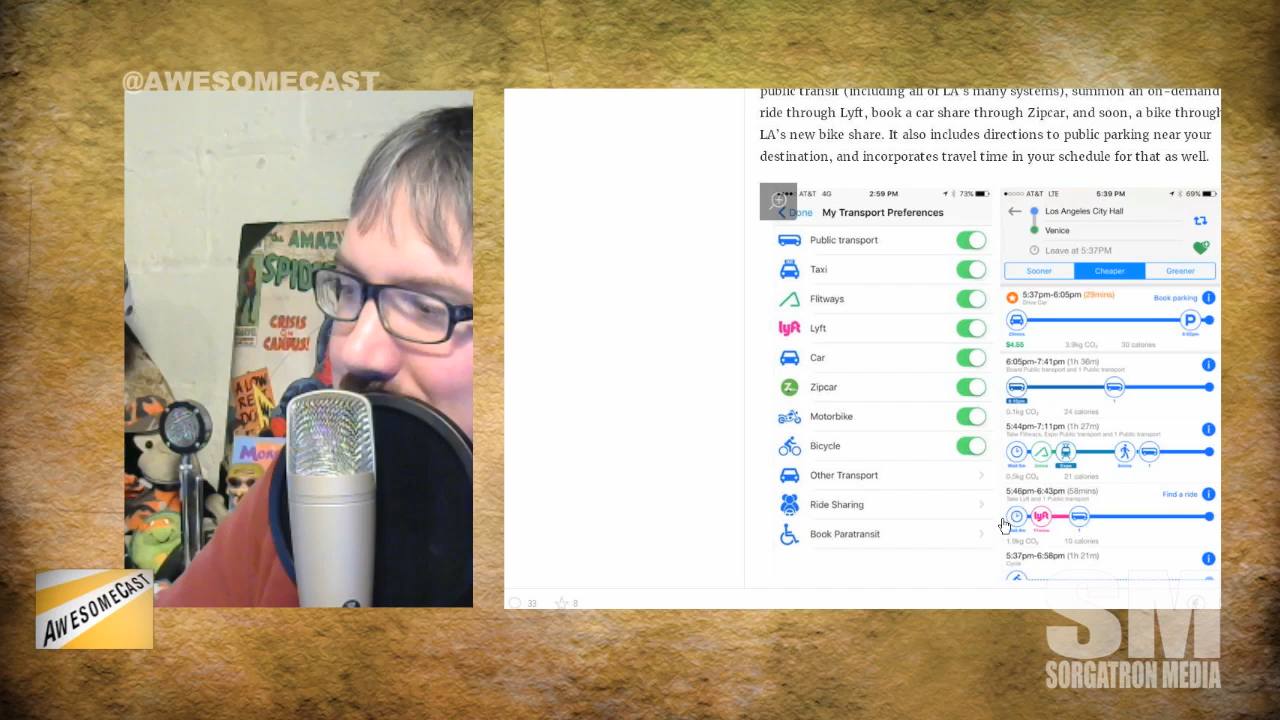 @AWESOMECAST
the AMAZ
SPID
CRISIS
ON
CAMPUS!
AWESOMECAST
public transit (including all of LA's many systems), summon an on-demand
ride through Lyft, book a car share through Zipcar, and soon, a bike through
LA's new bike share. It also includes directions to public parking near your
destination, and incorporates travel time in your schedule for that as well.
AT&T 4G 2:59 PM 73%
Done My Transport Preferences
Public transport
Taxi
Flitways
lyft Lyft
Car
Zipcar
Motorbike
Bicycle
Other Transport
Ride Sharing
Book Paratransit
AT&T LTE 5:39 PM 69%
Los Angeles City Hall
Venice
Leave at 5:37PM
Sooner Cheaper Greener
5:37pm-6:05pm (29mins) Book parking
Drive Car
$4.55 3.9kg CO₂ 30 calories
6:05pm-7:41pm (1h 36m)
Board Public transport and 1 Public transport
0.1kg CO₂ 24 calories
5:44pm-7:11pm (1h 27m)
Take Flitways, Expo Public transport and 1 Public transport
0.5kg CO₂ 21 calories
5:46pm-6:43pm (58mins) Find a ride
Take Lyft and 1 Public transport
lyft
1.9kg CO₂ 10 calories
5:37pm-6:58pm (1h 21m)
Cycle
33 8
SM
SORGATRON MEDIA